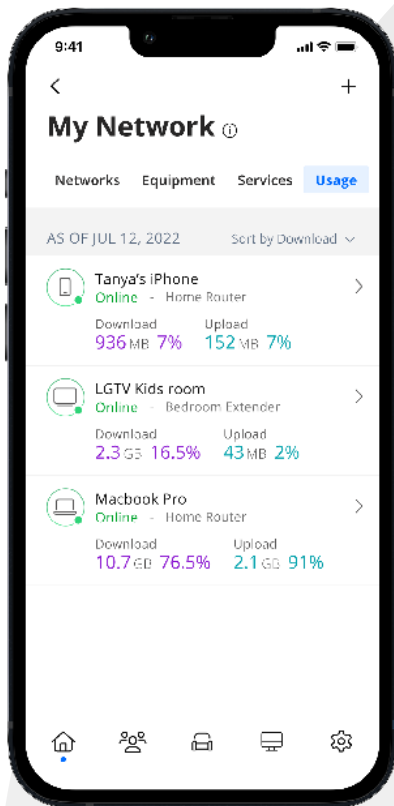 9:41
My Network
Networks Equipment Services Usage
AS OF JUL 12, 2022 Sort by Download
Tanya's iPhone
Online - Home Router
Download Upload
936 MB 7% 152 MB 7%
LGTV Kids room
Online - Bedroom Extender
Download Upload
2.3 GB 16.5% 43 MB 2%
Macbook Pro
Online - Home Router
Download Upload
10.7 GB 76.5% 2.1 GB 91%